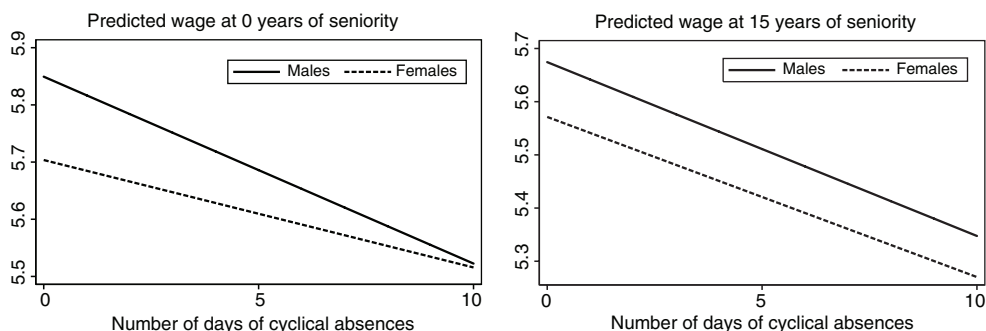 Predicted wage at 0 years of seniority
5.9
5.8
5.7
5.6
5.5
Males Females
0 5 10
Number of days of cyclical absences
Predicted wage at 15 years of seniority
5.7
5.6
5.5
5.4
5.3
Males Females
0 5 10
Number of days of cyclical absences